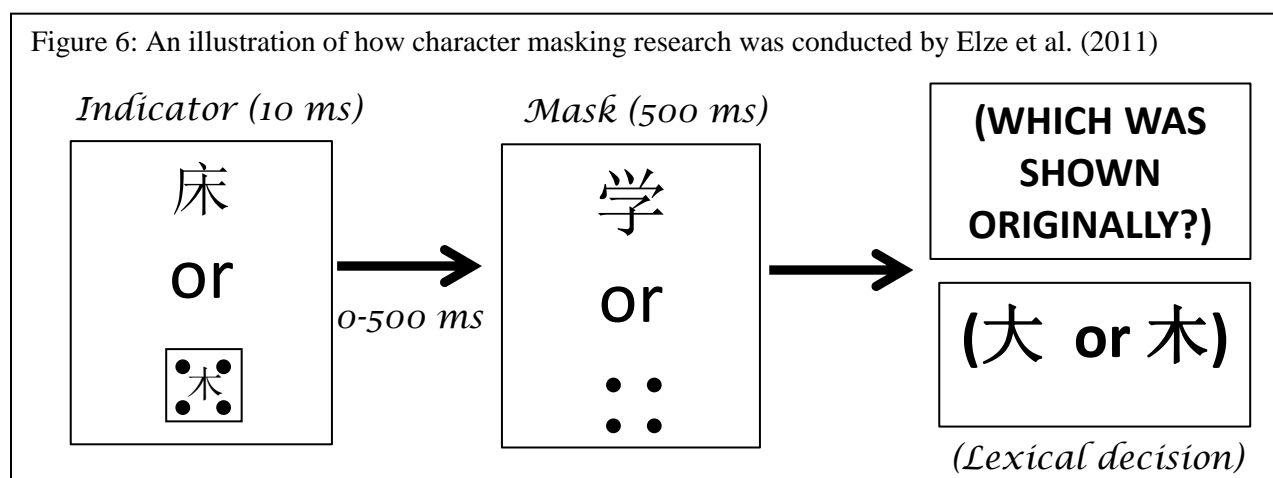 Figure 6: An illustration of how character masking research was conducted by Elze et al. (2011)
Indicator (10 ms)
床
or
木
0-500 ms
Mask (500 ms)
学
or
(WHICH WAS
SHOWN
ORIGINALLY?)
(大 or 木)
(Lexical decision)